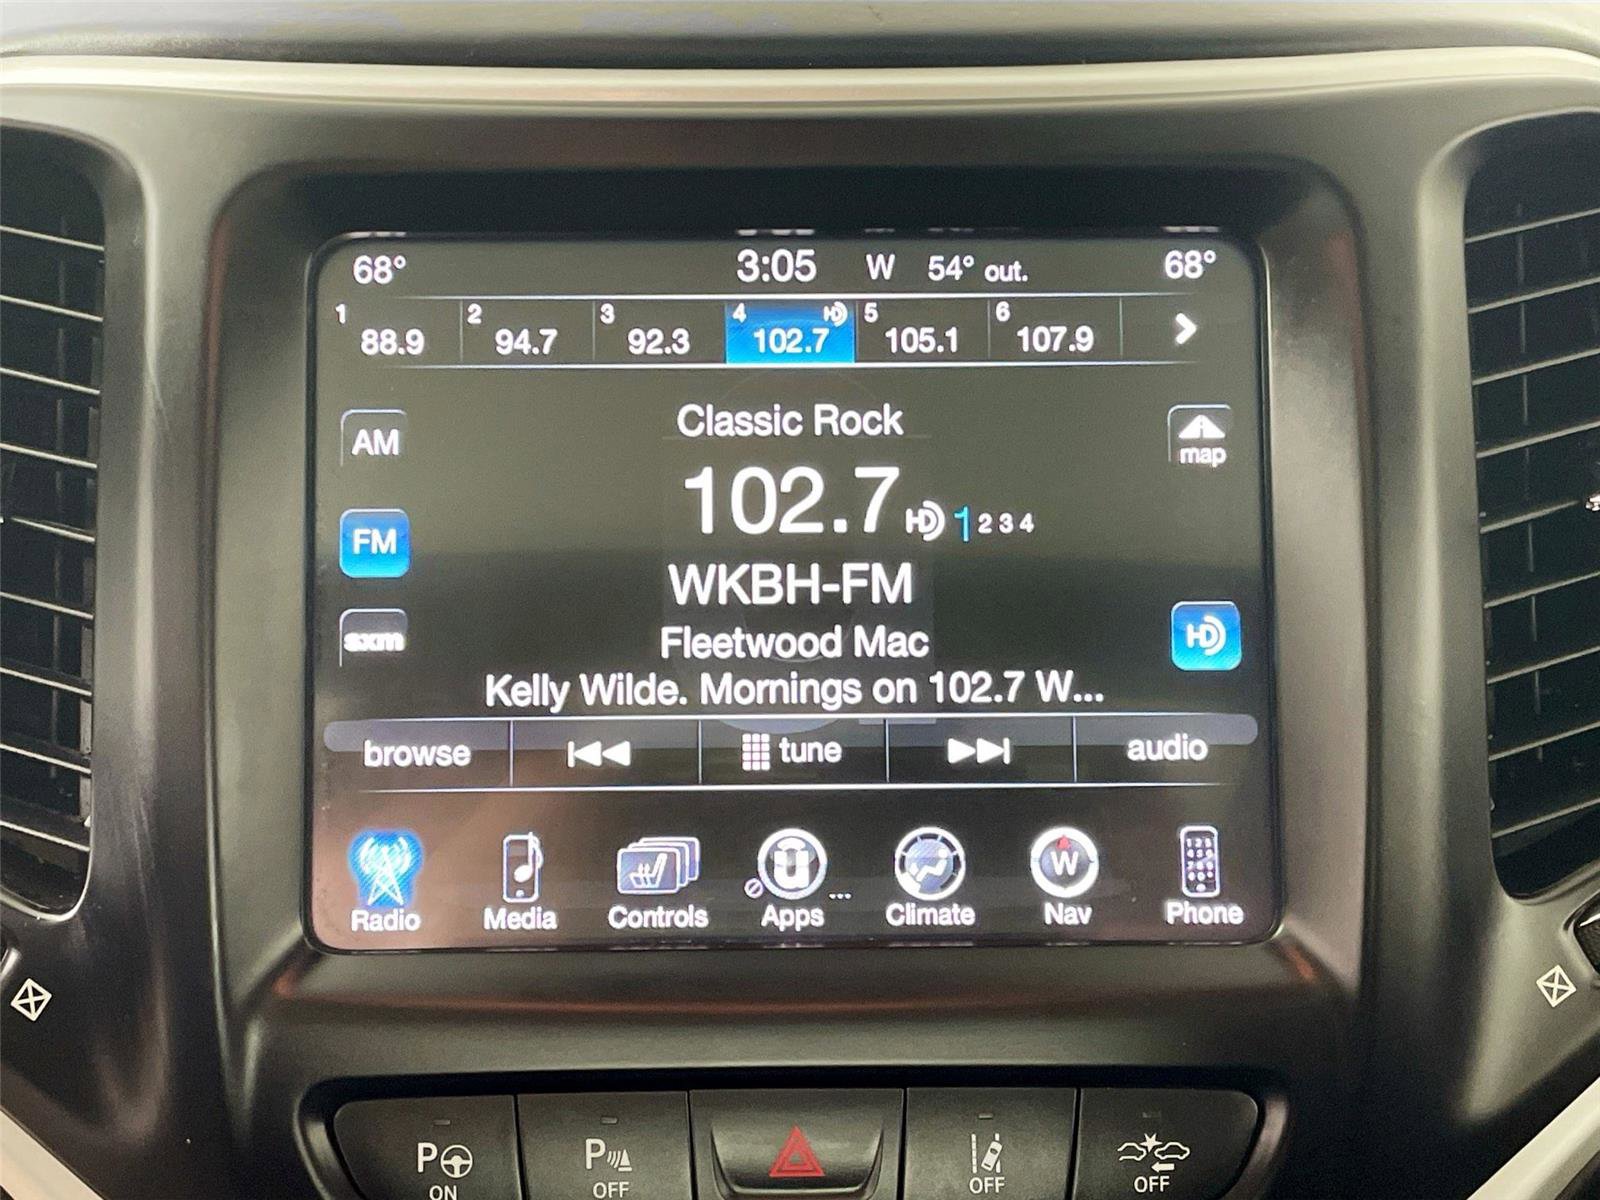 68° 3:05 W 54° out. 68°
1 88.9 2 94.7 3 92.3 4 102.7 HD 5 105.1 6 107.9
Classic Rock
AM
map
102.7 HD 1 2 3 4
FM
WKBH-FM
HD
sxm
Fleetwood Mac
Kelly Wilde. Mornings on 102.7 W...
browse tune audio
W
Radio Media Controls Apps Climate Nav Phone
P P
ON OFF OFF OFF